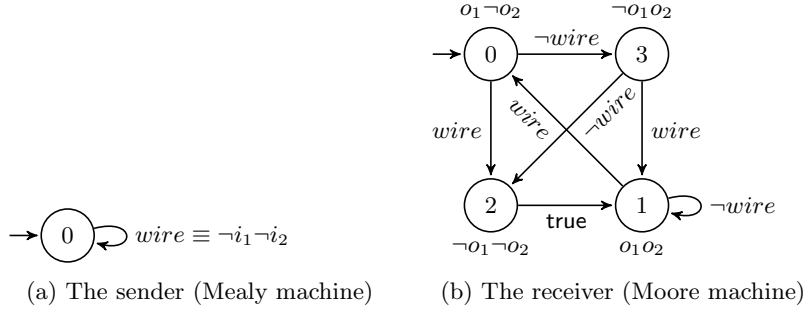 o₁¬o₂ ¬o₁o₂
0 ¬wire 3
wire wire ¬wire wire
2 true 1 ¬wire
¬o₁¬o₂ o₁o₂
0 wire ≡ ¬i₁¬i₂
(a) The sender (Mealy machine) (b) The receiver (Moore machine)